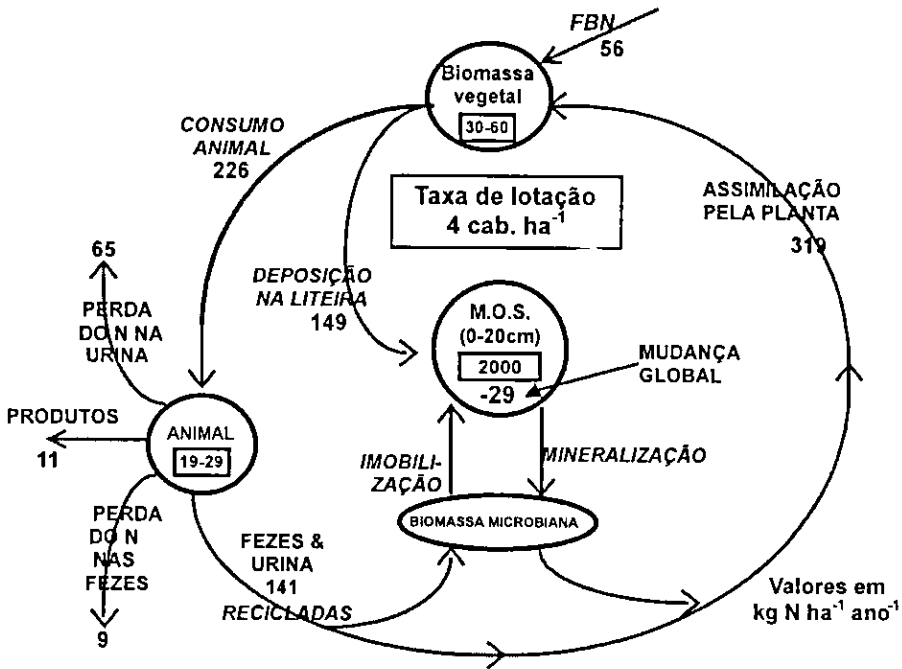 FBN
56
Biomassa
vegetal
30-60
CONSUMO
ANIMAL
226
Taxa de lotação
4 cab. ha⁻¹
ASSIMILAÇÃO
PELA PLANTA
319
65
PERDA
DO N NA
URINA
DEPOSIÇÃO
NA LITEIRA
149
M.O.S.
(0-20cm)
2000
-29
MUDANÇA
GLOBAL
PRODUTOS
11
ANIMAL
19-29
IMOBILI-
ZAÇÃO
MINERALIZAÇÃO
BIOMASSA MICROBIANA
PERDA
DO N
NAS
FEZES
9
FEZES &
URINA
141
RECICLADAS
Valores em
kg N ha⁻¹ ano⁻¹